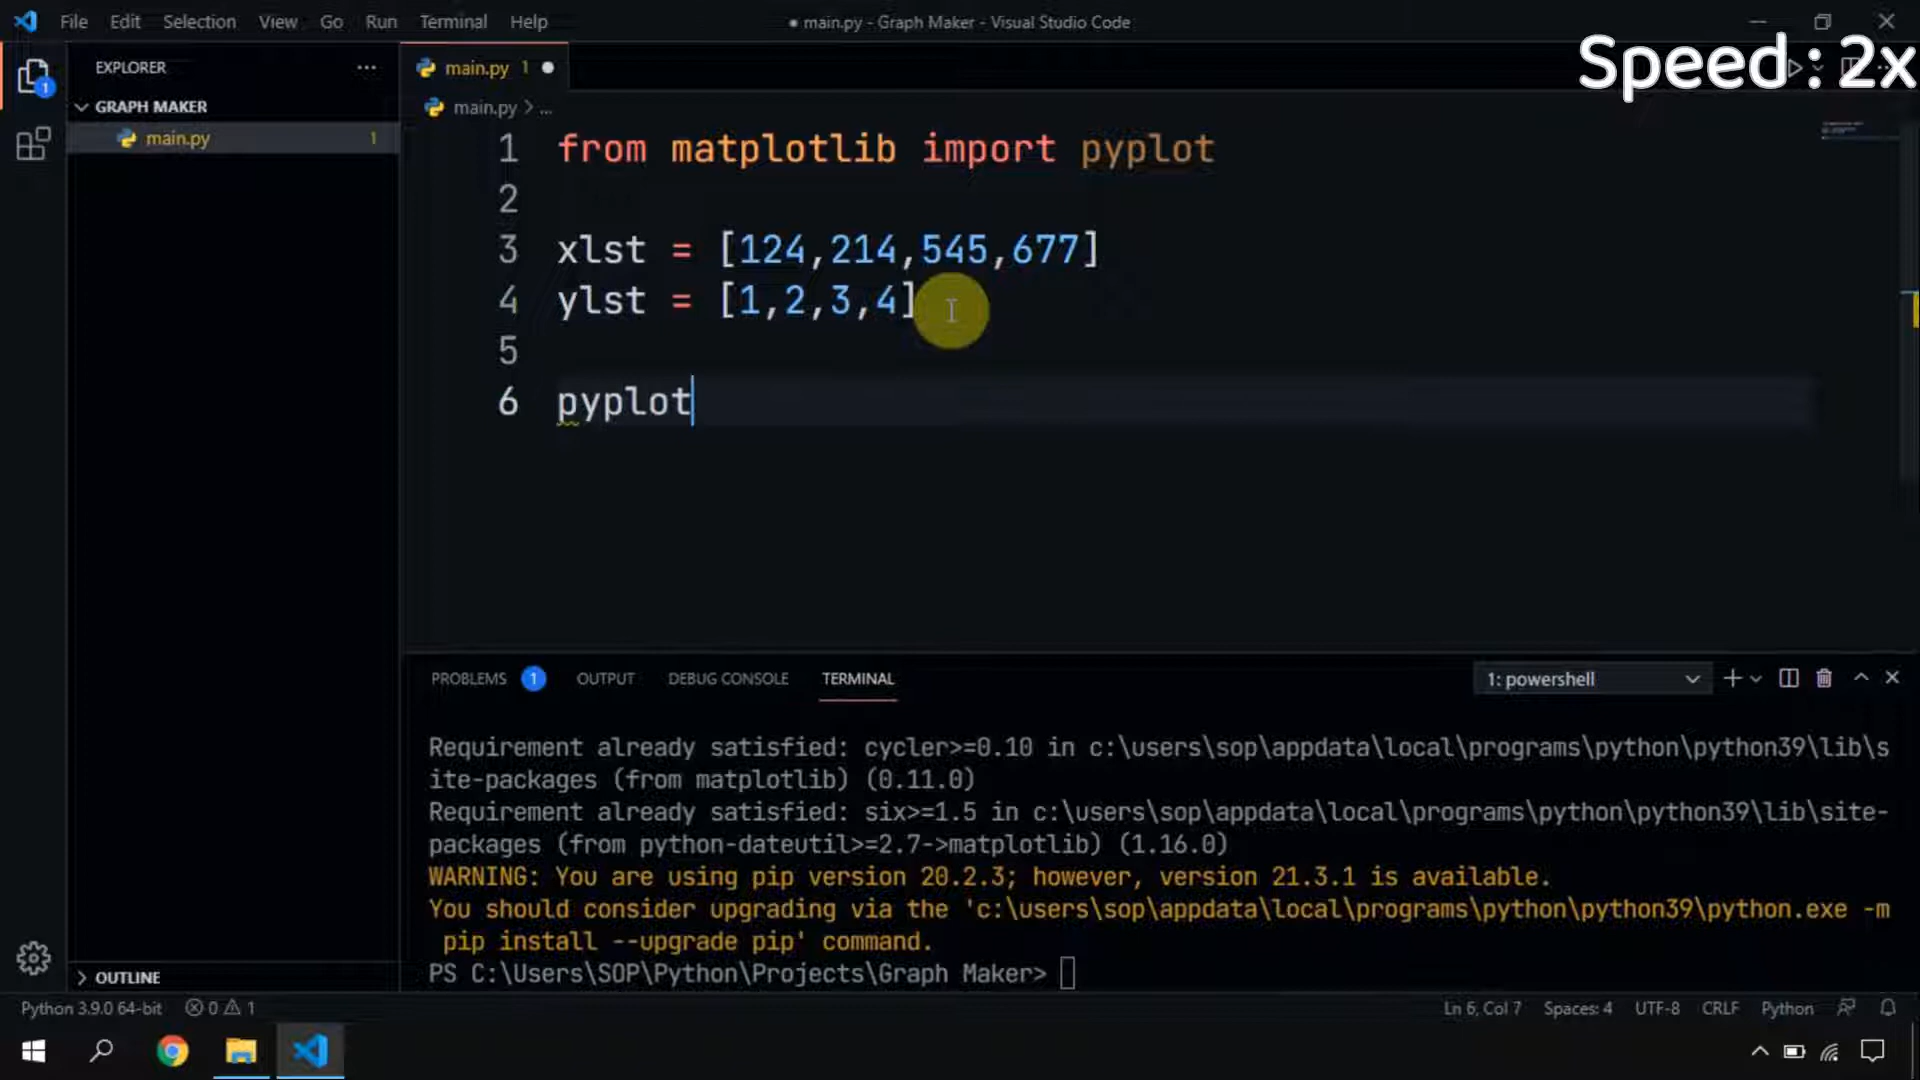 File Edit Selection View Go Run Terminal Help
● main.py - Graph Maker - Visual Studio Code
Speed : 2x
EXPLORER
GRAPH MAKER
main.py 1
main.py 1
main.py > ...
1 from matplotlib import pyplot
2
3 xlst = [124,214,545,677]
4 ylst = [1,2,3,4]
5
6 pyplot
PROBLEMS 1 OUTPUT DEBUG CONSOLE TERMINAL
1: powershell
Requirement already satisfied: cycler>=0.10 in c:\users\sop\appdata\local\programs\python\python39\lib\s
ite-packages (from matplotlib) (0.11.0)
Requirement already satisfied: six>=1.5 in c:\users\sop\appdata\local\programs\python\python39\lib\site-
packages (from python-dateutil>=2.7->matplotlib) (1.16.0)
WARNING: You are using pip version 20.2.3; however, version 21.3.1 is available.
You should consider upgrading via the 'c:\users\sop\appdata\local\programs\python\python39\python.exe -m
pip install --upgrade pip' command.
PS C:\Users\SOP\Python\Projects\Graph Maker>
OUTLINE
1
Python 3.9.0 64-bit 0 1
Ln 6, Col 7 Spaces: 4 UTF-8 CRLF Python